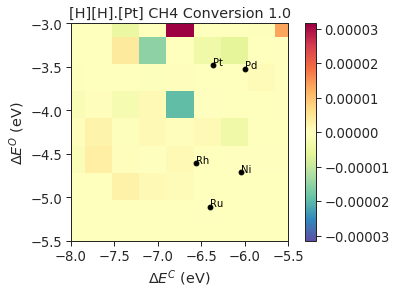 [H][H].[Pt] CH4 Conversion 1.0
−3.0
−3.5
−4.0
−4.5
−5.0
−5.5
ΔE^O (eV)
Pt
Pd
Rh
Ni
Ru
−8.0 −7.5 −7.0 −6.5 −6.0 −5.5
ΔE^C (eV)
0.00003
0.00002
0.00001
0.00000
−0.00001
−0.00002
−0.00003